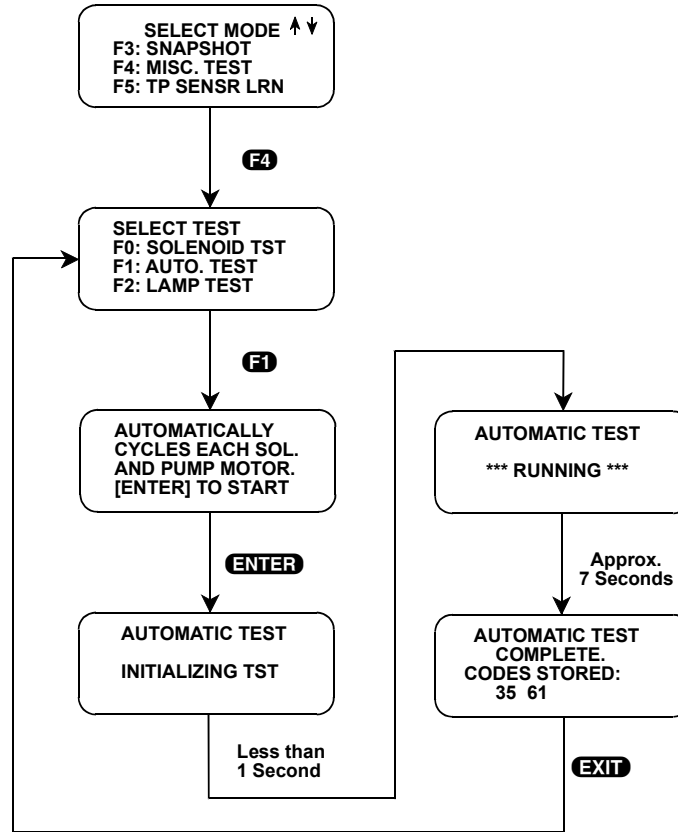 SELECT MODE
F3: SNAPSHOT
F4: MISC. TEST
F5: TP SENSR LRN
F4
SELECT TEST
F0: SOLENOID TST
F1: AUTO. TEST
F2: LAMP TEST
F1
AUTOMATICALLY
CYCLES EACH SOL.
AND PUMP MOTOR.
[ENTER] TO START
ENTER
AUTOMATIC TEST
INITIALIZING TST
Less than
1 Second
AUTOMATIC TEST
*** RUNNING ***
Approx.
7 Seconds
AUTOMATIC TEST
COMPLETE.
CODES STORED:
35 61
EXIT